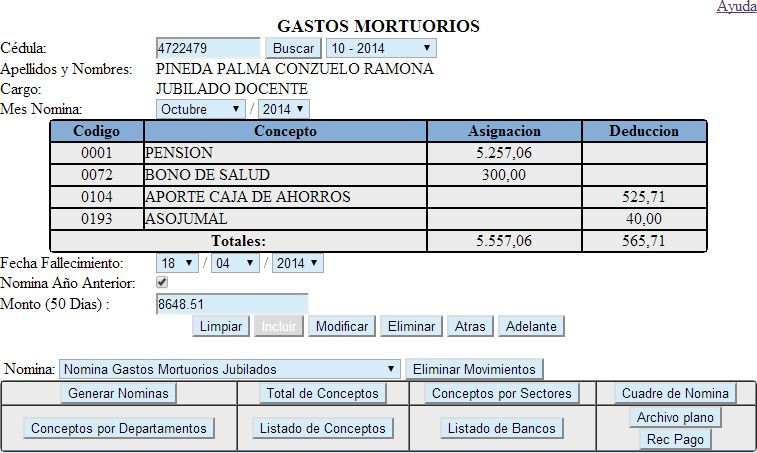 Ayuda
GASTOS MORTUORIOS
Cédula: 4722479 Buscar 10 - 2014
Apellidos y Nombres: PINEDA PALMA CONZUELO RAMONA
Cargo: JUBILADO DOCENTE
Mes Nomina: Octubre / 2014
Codigo Concepto Asignacion Deduccion
0001 PENSION 5.257,06
0072 BONO DE SALUD 300,00
0104 APORTE CAJA DE AHORROS 525,71
0193 ASOJUMAL 40,00
Totales: 5.557,06 565,71
Fecha Fallecimiento: 18 / 04 / 2014
Nomina Año Anterior:
Monto (50 Dias) : 8648.51
Limpiar Incluir Modificar Eliminar Atras Adelante
Nomina: Nomina Gastos Mortuorios Jubilados Eliminar Movimientos
Generar Nominas Total de Conceptos Conceptos por Sectores Cuadre de Nomina
Conceptos por Departamentos Listado de Conceptos Listado de Bancos Archivo plano
Rec Pago